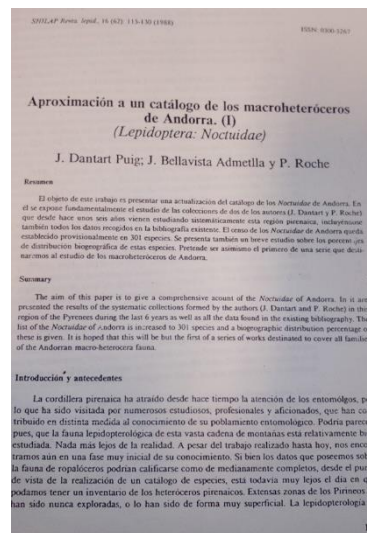 SHILAP Revta. lepid., 16 (62): 115-130 (1988)
ISSN: 0300-5267
Aproximación a un catálogo de los macroheteróceros
de Andorra. (I)
(Lepidoptera: Noctuidae)
J. Dantart Puig; J. Bellavista Admetlla y P. Roche
Resumen
El objeto de este trabajo es presentar una actualización del catálogo de los Noctuidae de Andorra. En
él se expone fundamentalmente el estudio de las colecciones de dos de los autores (J. Dantart y P. Roche)
que desde hace unos seis años vienen estudiando sistemáticamente esta región pirenaica, incluyéndose
también todos los datos recogidos en la bibliografía existente. El censo de los Noctuidae de Andorra queda
establecido provisionalmente en 301 especies. Se presenta también un breve estudio sobre los porcentajes
de distribución biogeográfica de estas especies. Pretende ser asimismo el primero de una serie que desti-
naremos al estudio de los macroheteróceros de Andorra.
Summary
The aim of this paper is to give a comprehensive acount of the Noctuidae of Andorra. In it are
presented the results of the systematic collections formed by the authors (J. Dantart and P. Roche) in this
region of the Pyrenees during the last 6 years as well as all the data found in the existing bibliography. The
list of the Noctuidae of Andorra is increased to 301 species and a biogeographic distribution percentage o
these is given. It is hoped that this will be but the first of a series of works destinated to cover all families
of the Andorran macro-heterocera fauna.
Introducción y antecedentes
La cordillera pirenaica ha atraído desde hace tiempo la atención de los entomólgos, p
lo que ha sido visitada por numerosos estudiosos, profesionales y aficionados, que han co
tribuido en distinta medida al conocimiento de su poblamiento entomológico. Podría parece
pues, que la fauna lepidopterológica de esta vasta cadena de montañas está relativamente bi
estudiada. Nada más lejos de la realidad. A pesar del trabajo realizado hasta hoy, nos enco
tramos aún en una fase muy inicial de su conocimiento. Si bien los datos que poseemos sob
la fauna de ropalóceros podrían calificarse como de medianamente completos, desde el pun
de vista de la realización de un catálogo de especies, está todavía muy lejos el día en q
podamos tener un inventario de los heteróceros pirenaicos. Extensas zonas de los Pirineos
han sido nunca exploradas, o lo han sido de forma muy superficial. La lepidopterología